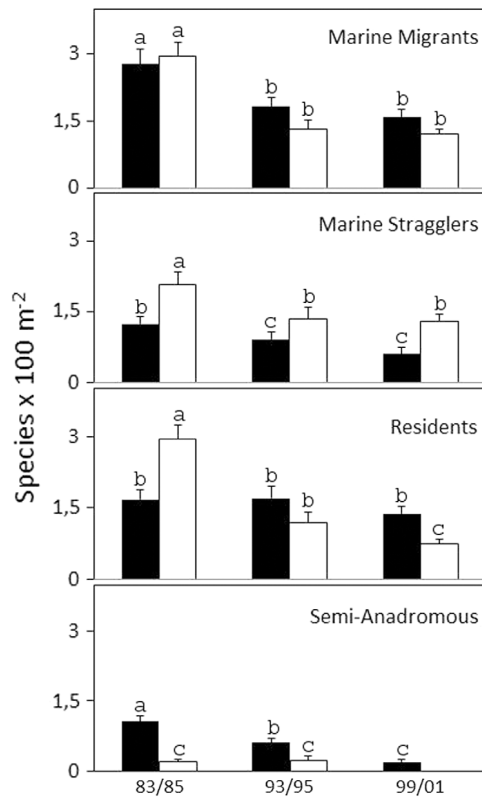 Species x 100 m-2
Marine Migrants
3
1,5
0
a a
b b
b b
Marine Stragglers
3
1,5
0
b a
c b
c b
Residents
3
1,5
0
b a
b b
b c
Semi-Anadromous
3
1,5
0
a c
b c
c
83/85 93/95 99/01